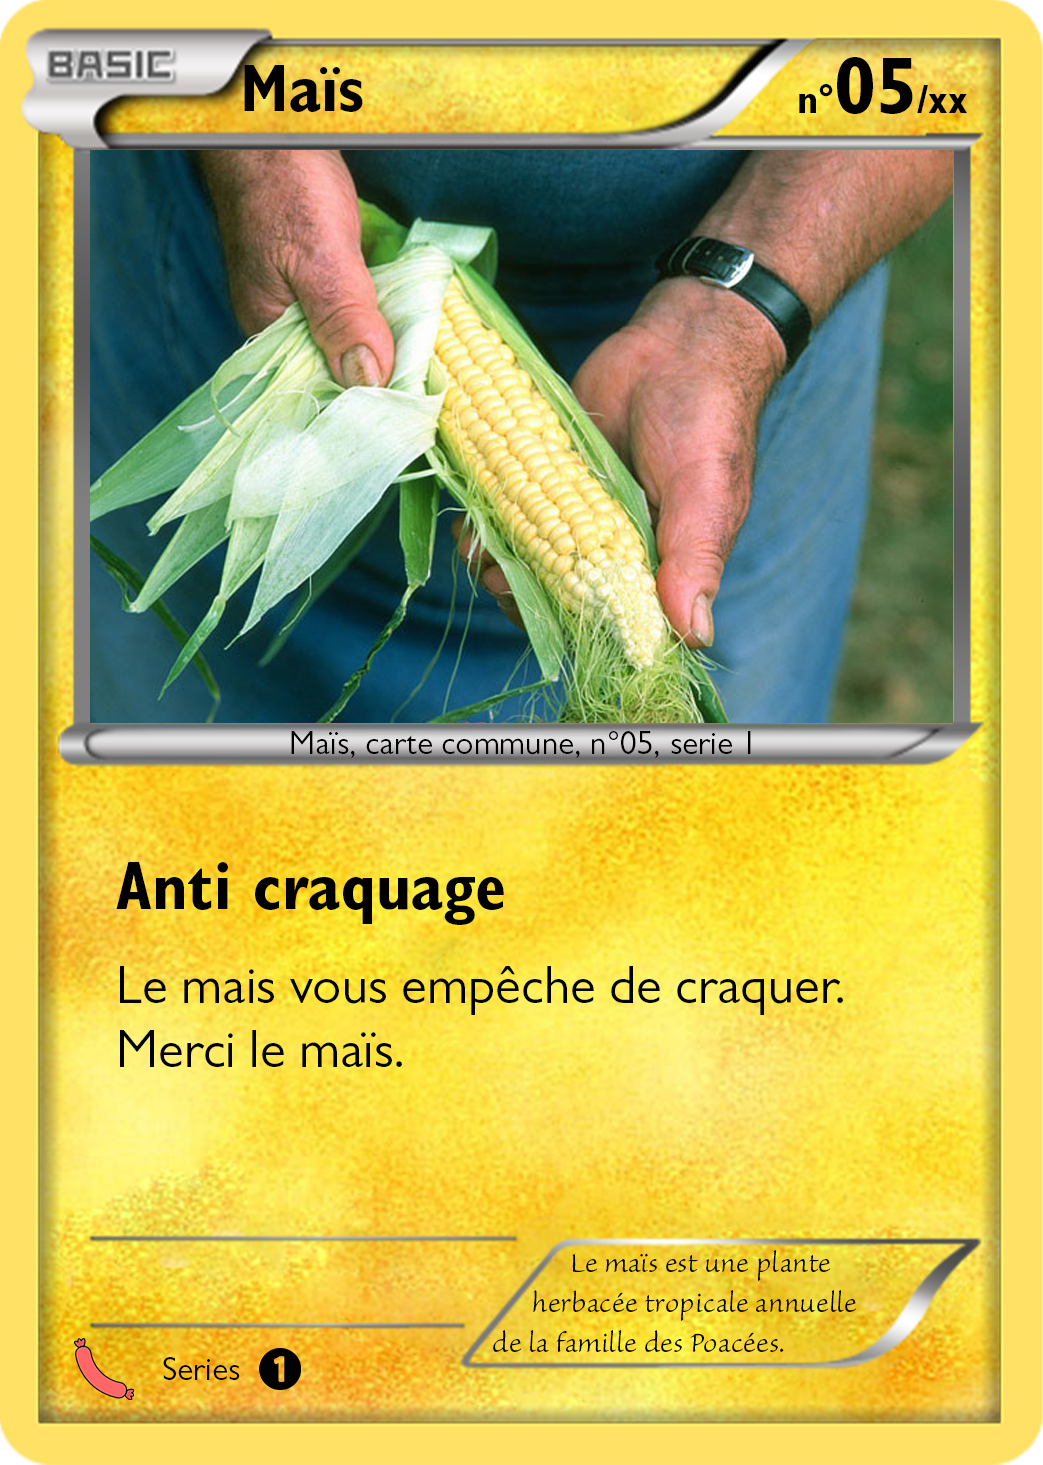 BASIC
Maïs
n°05/xx
Maïs, carte commune, n°05, serie 1
Anti craquage
Le mais vous empêche de craquer.
Merci le maïs.
Le maïs est une plante
herbacée tropicale annuelle
de la famille des Poacées.
Series 1